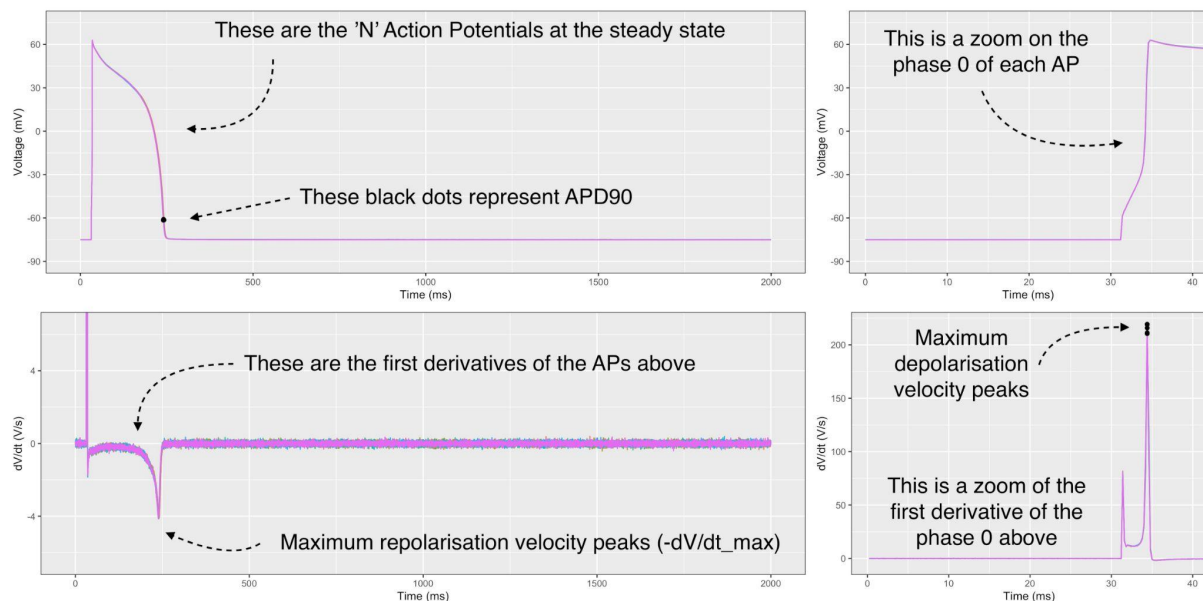 These are the 'N' Action Potentials at the steady state
These black dots represent APD90
Voltage (mV)
60
30
0
-30
-60
-90
0
500
1000
1500
2000
Time (ms)
This is a zoom on the
phase 0 of each AP
Voltage (mV)
60
30
0
-30
-60
-90
0
10
20
30
40
Time (ms)
These are the first derivatives of the APs above
Maximum repolarisation velocity peaks (-dV/dt_max)
dV/dt (V/s)
4
0
-4
0
500
1000
1500
2000
Time (ms)
Maximum
depolarisation
velocity peaks
This is a zoom of the
first derivative of the
phase 0 above
dV/dt (V/s)
200
150
100
50
0
0
10
20
30
40
Time (ms)